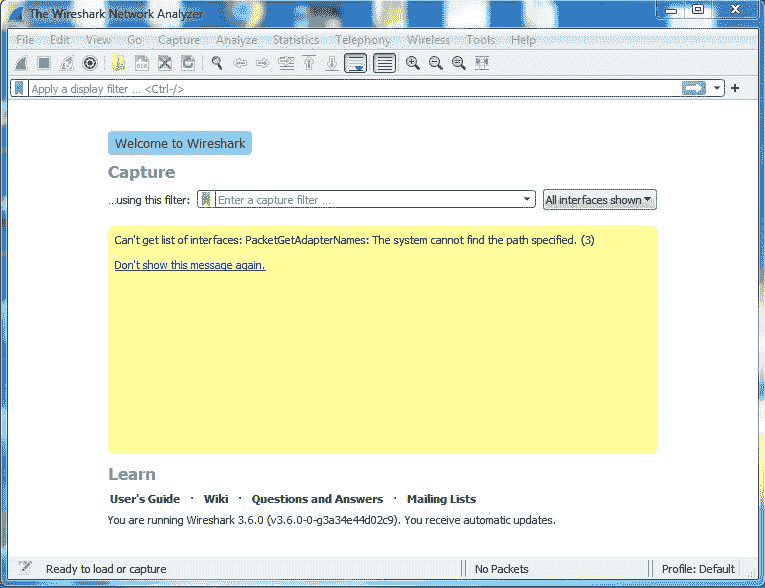 The Wireshark Network Analyzer
File Edit View Go Capture Analyze Statistics Telephony Wireless Tools Help
Apply a display filter ... <Ctrl-/>
Welcome to Wireshark
Capture
...using this filter: Enter a capture filter ... All interfaces shown
Can't get list of interfaces: PacketGetAdapterNames: The system cannot find the path specified. (3)
Don't show this message again.
Learn
User's Guide · Wiki · Questions and Answers · Mailing Lists
You are running Wireshark 3.6.0 (v3.6.0-0-g3a34e44d02c9). You receive automatic updates.
Ready to load or capture No Packets Profile: Default